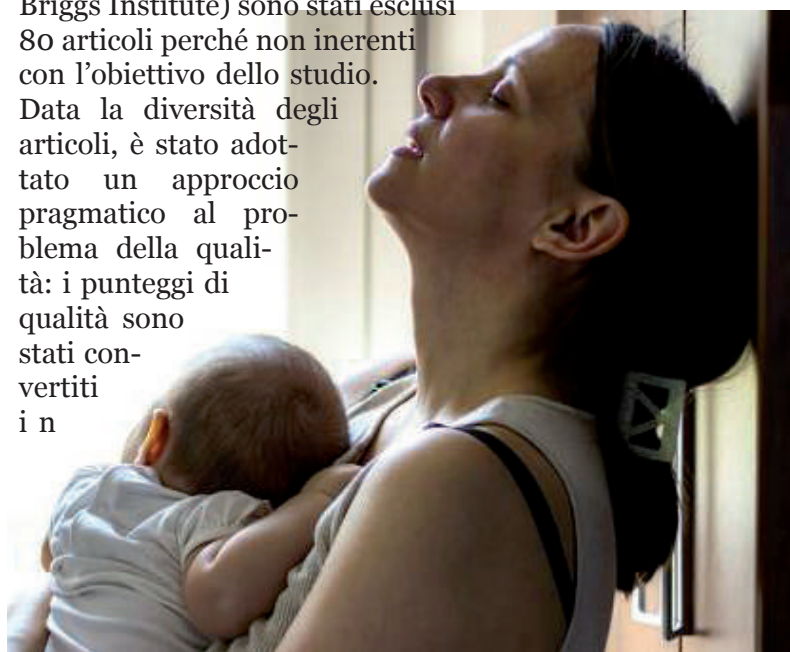 Briggs Institute) sono stati esclusi
80 articoli perché non inerenti
con l’obiettivo dello studio.
Data la diversità degli
articoli, è stato adot-
tato un approccio
pragmatico al pro-
blema della quali-
tà: i punteggi di
qualità sono
stati con-
vertiti
i n